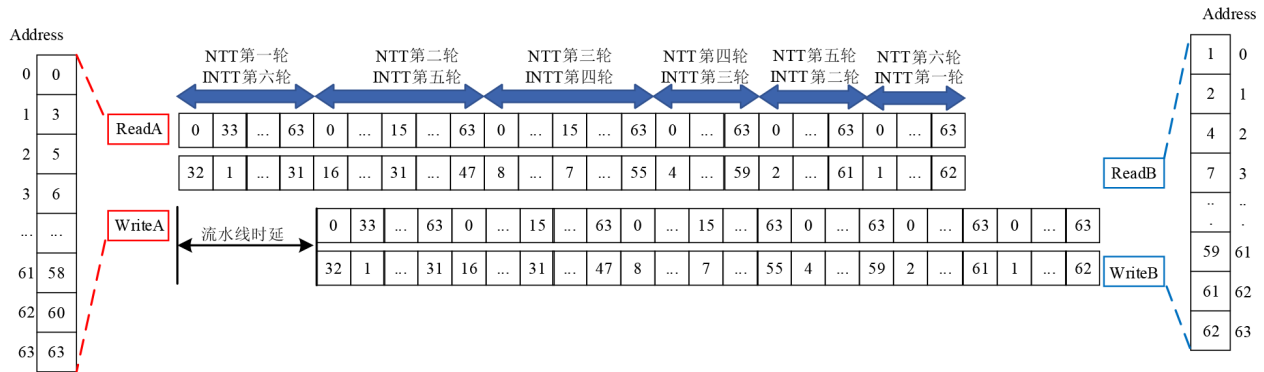 Address
0 0
1 3
2 5
3 6
... ...
61 58
62 60
63 63
NTT第一轮
INTT第六轮
NTT第二轮
INTT第五轮
NTT第三轮
INTT第四轮
NTT第四轮
INTT第三轮
NTT第五轮
INTT第二轮
NTT第六轮
INTT第一轮
ReadA
0 33 ... 63 0 ... 15 ... 63 0 ... 15 ... 63 0 ... 63 0 ... 63 0 ... 63
32 1 ... 31 16 ... 31 ... 47 8 ... 7 ... 55 4 ... 59 2 ... 61 1 ... 62
WriteA
流水线时延
0 33 ... 63 0 ... 15 ... 63 0 ... 15 ... 63 0 ... 63 0 ... 63 0 ... 63
32 1 ... 31 16 ... 31 ... 47 8 ... 7 ... 55 4 ... 59 2 ... 61 1 ... 62
ReadB
WriteB
Address
1 0
2 1
4 2
7 3
... ...
59 61
61 62
62 63